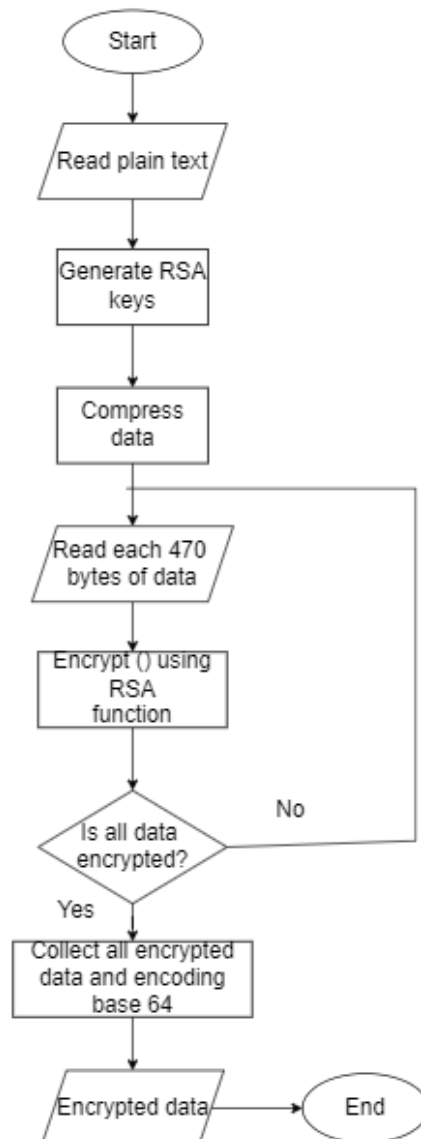 Start
Read plain text
Generate RSA
keys
Compress
data
Read each 470
bytes of data
Encrypt () using
RSA
function
No
Is all data
encrypted?
Yes
Collect all encrypted
data and encoding
base 64
Encrypted data
End